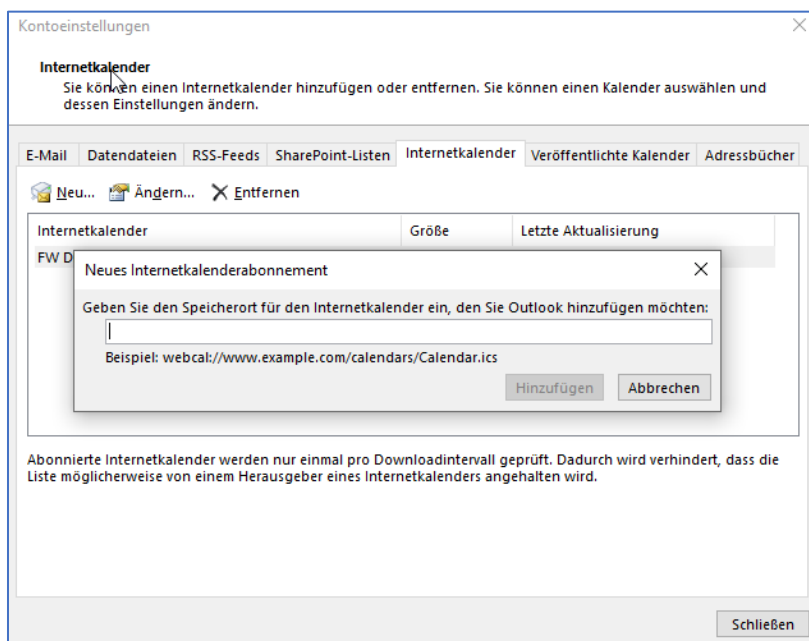 Kontoeinstellungen
Internetkalender
Sie können einen Internetkalender hinzufügen oder entfernen. Sie können einen Kalender auswählen und
dessen Einstellungen ändern.
E-Mail Datendateien RSS-Feeds SharePoint-Listen Internetkalender Veröffentlichte Kalender Adressbücher
Neu... Ändern... Entfernen
Internetkalender Größe Letzte Aktualisierung
FW D
Neues Internetkalenderabonnement
Geben Sie den Speicherort für den Internetkalender ein, den Sie Outlook hinzufügen möchten:
Beispiel: webcal://www.example.com/calendars/Calendar.ics
Hinzufügen Abbrechen
Abonnierte Internetkalender werden nur einmal pro Downloadintervall geprüft. Dadurch wird verhindert, dass die
Liste möglicherweise von einem Herausgeber eines Internetkalenders angehalten wird.
Schließen